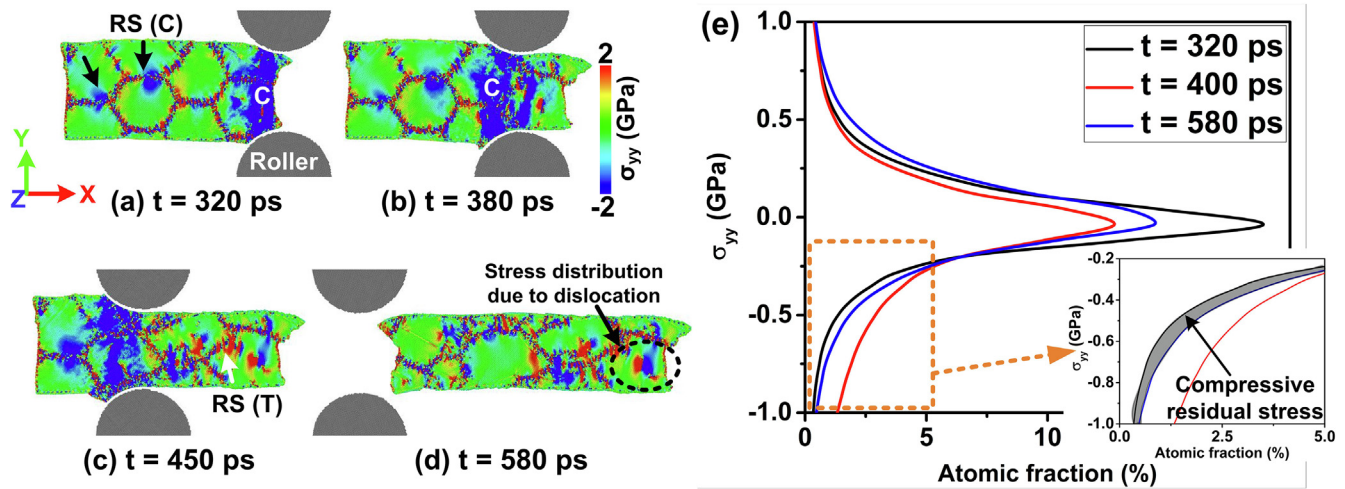 RS (C)
C
Roller
Y
Z
X
(a) t = 320 ps
C
(b) t = 380 ps
2
σyy (GPa)
-2
RS (T)
(c) t = 450 ps
Stress distribution
due to dislocation
(d) t = 580 ps
(e)
t = 320 ps
t = 400 ps
t = 580 ps
1.0
0.5
0.0
-0.5
-1.0
σyy (GPa)
0
5
10
Atomic fraction (%)
-0.2
-0.4
-0.6
-0.8
-1.0
σyy (GPa)
Compressive
residual stress
0.0
2.5
5.0
Atomic fraction (%)